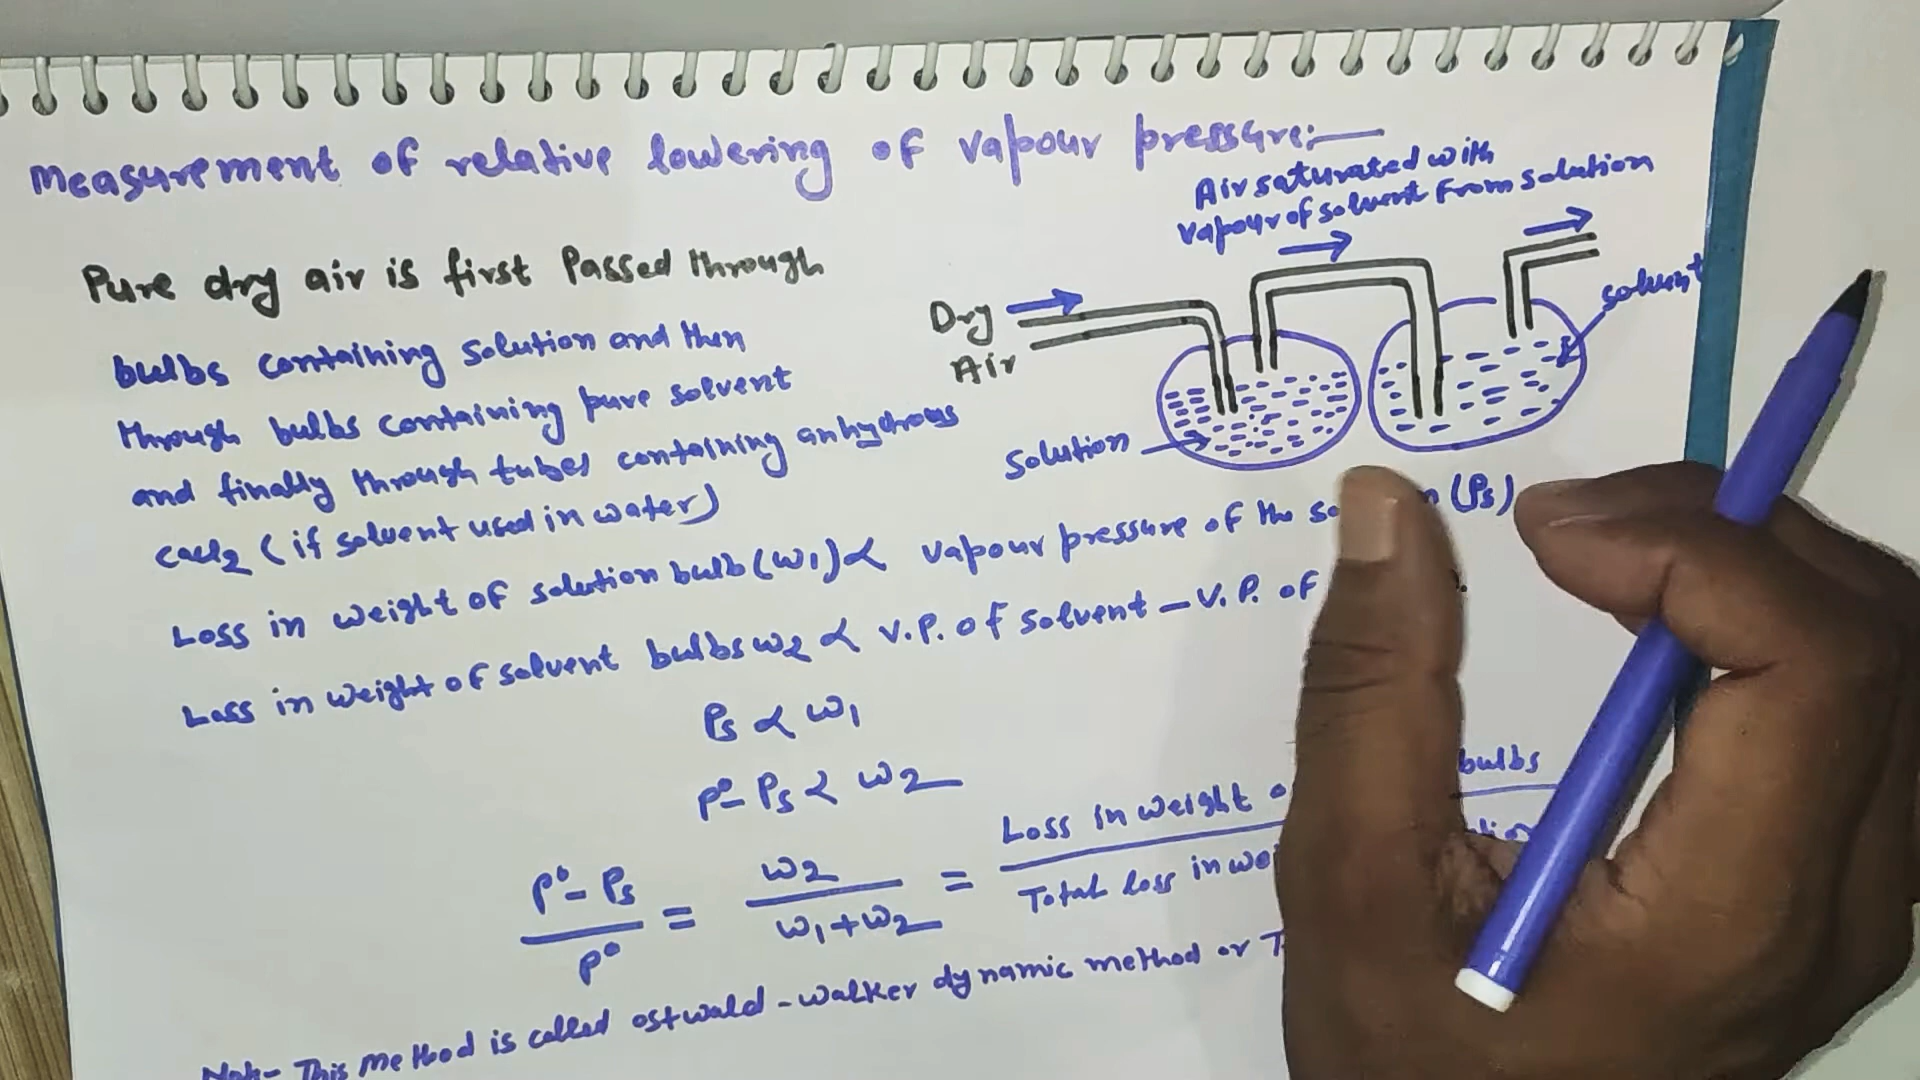 Measurement of relative lowering of vapour pressure:—
Air saturated with
vapour of solvent from solution
Pure dry air is first Passed through
bulbs containing solution and then
through bulbs containing pure solvent
and finally through tubes containing anhydrous
CaCl2 (if solvent used in water)
Dry
Air
solvent
solution
Loss in weight of solution bulb (w1) ∝ vapour pressure of the (Ps)
Loss in weight of solvent bulbs w2 ∝ V.P. of solvent – V.P. of
Ps ∝ w1
P°– Ps ∝ w2
P°– Ps / P° = w2 / w1+w2 = Loss in weight bulbs / Total loss in
Note– This Method is called ostwald–walker dynamic method or